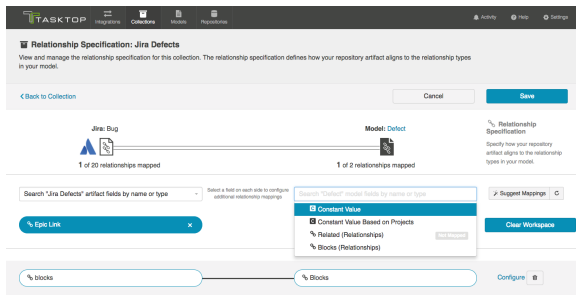 TASKTOP
Integrations
Collections
Models
Repositories
Activity
Help
Settings
Relationship Specification: Jira Defects
View and manage the relationship specification for this collection. The relationship specification defines how your repository artifact aligns to the relationship types
in your model.
Back to Collection
Cancel
Save
Jira: Bug
Model: Defect
1 of 20 relationships mapped
1 of 2 relationships mapped
Relationship
Specification
Specify how your repository
artifact aligns to the relationship
types in your model.
Search "Jira Defects" artifact fields by name or type
Select a field on each side to configure
additional relationship mappings
Search "Defect" model fields by name or type
Suggest Mappings
Constant Value
Constant Value Based on Projects
Related (Relationships)
Not Mapped
Blocks (Relationships)
Epic Link
x
Clear Workspace
blocks
Blocks
Configure